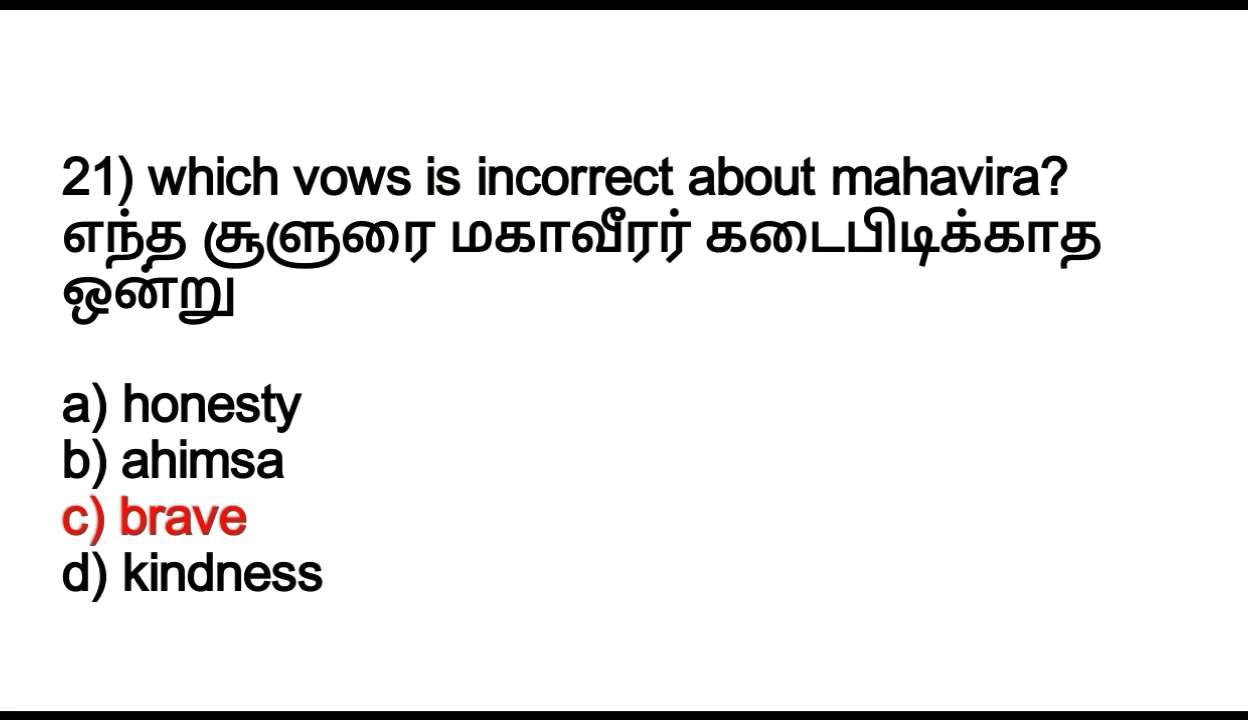 21) which vows is incorrect about mahavira?
எந்த சூளுரை மகாவீரர் கடைபிடிக்காத
ஒன்று
a) honesty
b) ahimsa
c) brave
d) kindness